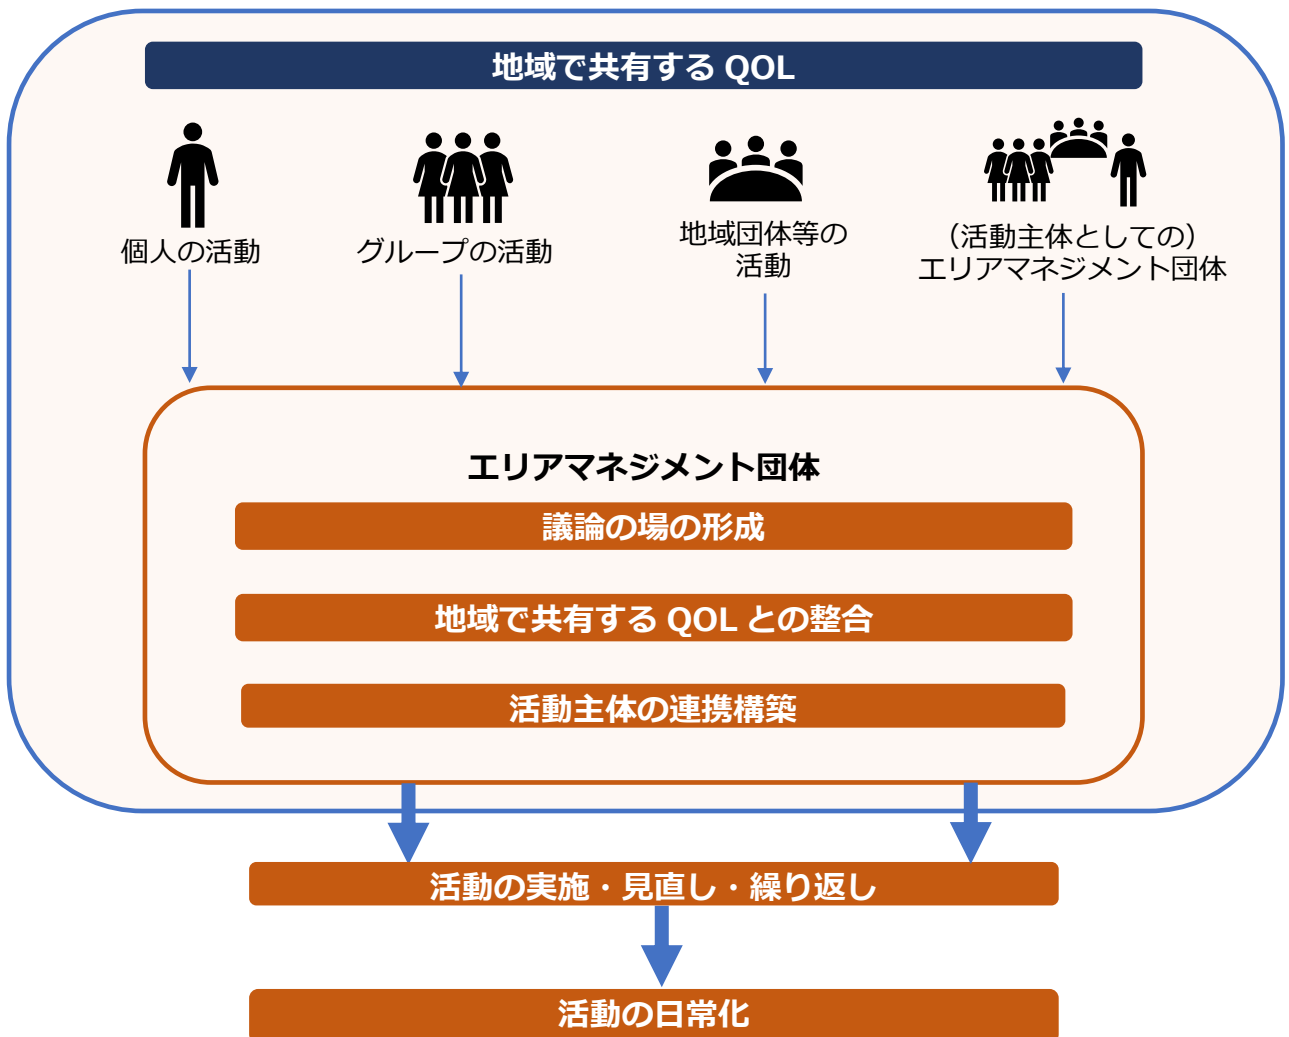 地域で共有する QOL
個人の活動
グループの活動
地域団体等の
活動
（活動主体としての）
エリアマネジメント団体
エリアマネジメント団体
議論の場の形成
地域で共有する QOL との整合
活動主体の連携構築
活動の実施・見直し・繰り返し
活動の日常化